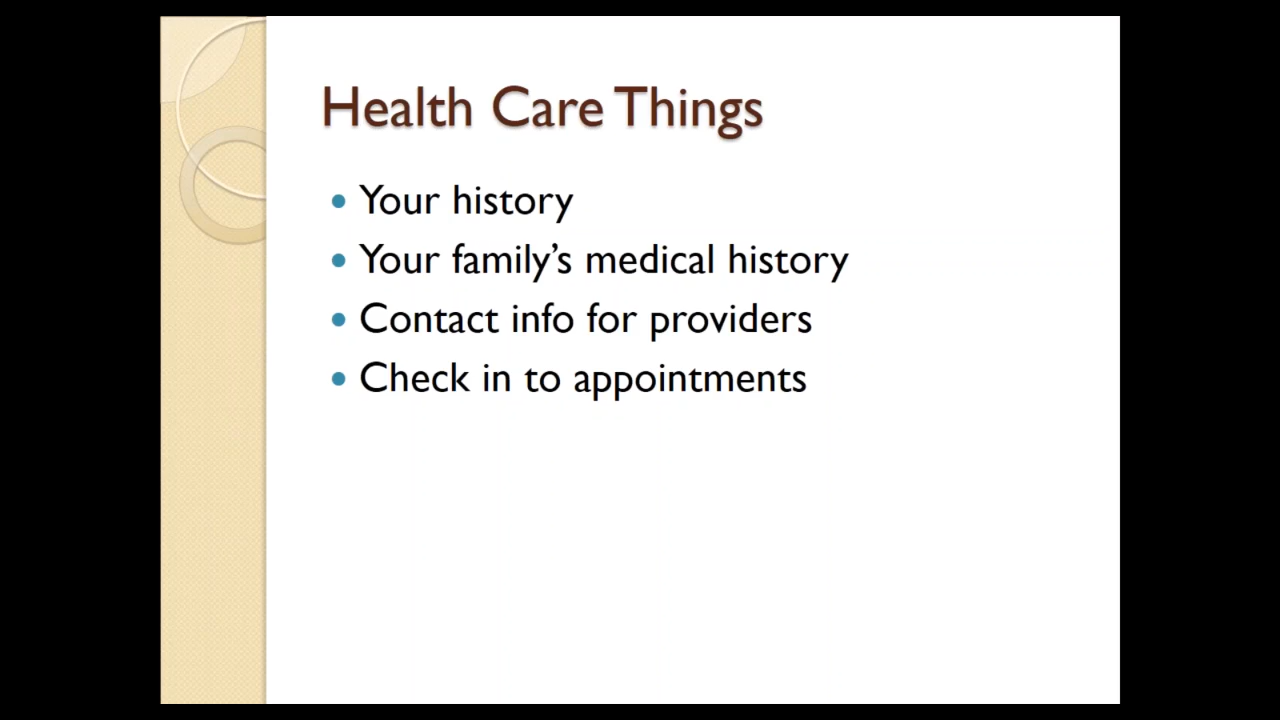 Health Care Things
Your history
Your family’s medical history
Contact info for providers
Check in to appointments